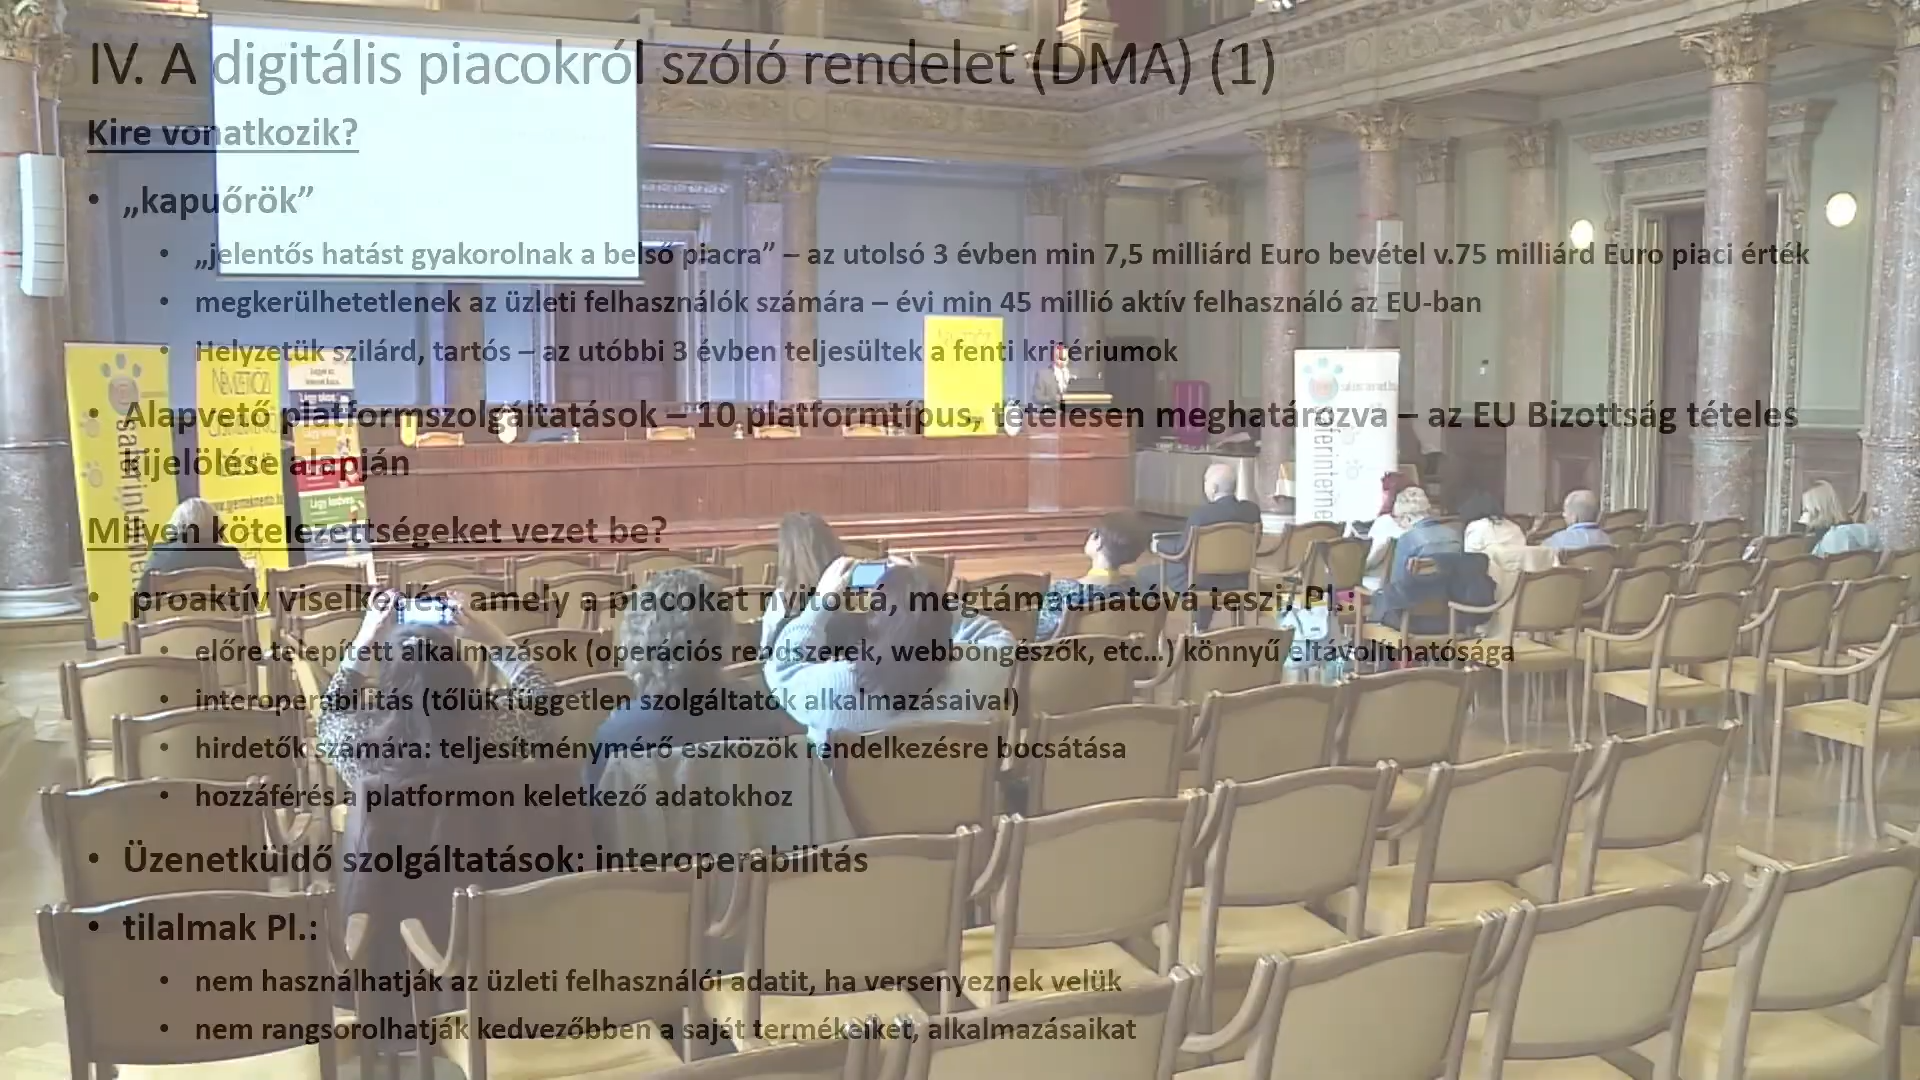 IV. A digitális piacokról szóló rendelet (DMA) (1)
Kire vonatkozik?
• „kapuőrök”
• „jelentős hatást gyakorolnak a belső piacra” – az utolsó 3 évben min 7,5 milliárd Euro bevétel v.75 milliárd Euro piaci érték
• megkerülhetetlenek az üzleti felhasználók számára – évi min 45 millió aktív felhasználó az EU-ban
• Helyzetük szilárd, tartós – az utóbbi 3 évben teljesültek a fenti kritériumok
• Alapvető platformszolgáltatások – 10 platformtípus, tételesen meghatározva – az EU Bizottság tételes
kijelölése alapján
Milyen kötelezettségeket vezet be?
• proaktív viselkedés, amely a piacokat nyitottá, megtámadhatóvá teszi, Pl.:
• előre telepített alkalmazások (operációs rendszerek, webböngészők, etc…) könnyű eltávolíthatósága
• interoperabilitás (tőlük független szolgáltatók alkalmazásaival)
• hirdetők számára: teljesítménymérő eszközök rendelkezésre bocsátása
• hozzáférés a platformon keletkező adatokhoz
• Üzenetküldő szolgáltatások: interoperabilitás
• tilalmak Pl.:
• nem használhatják az üzleti felhasználói adatit, ha versenyeznek velük
• nem rangsorolhatják kedvezőbben a saját termékeiket, alkalmazásaikat
saferinternet
NEMZETKÖZI
Légy kedves